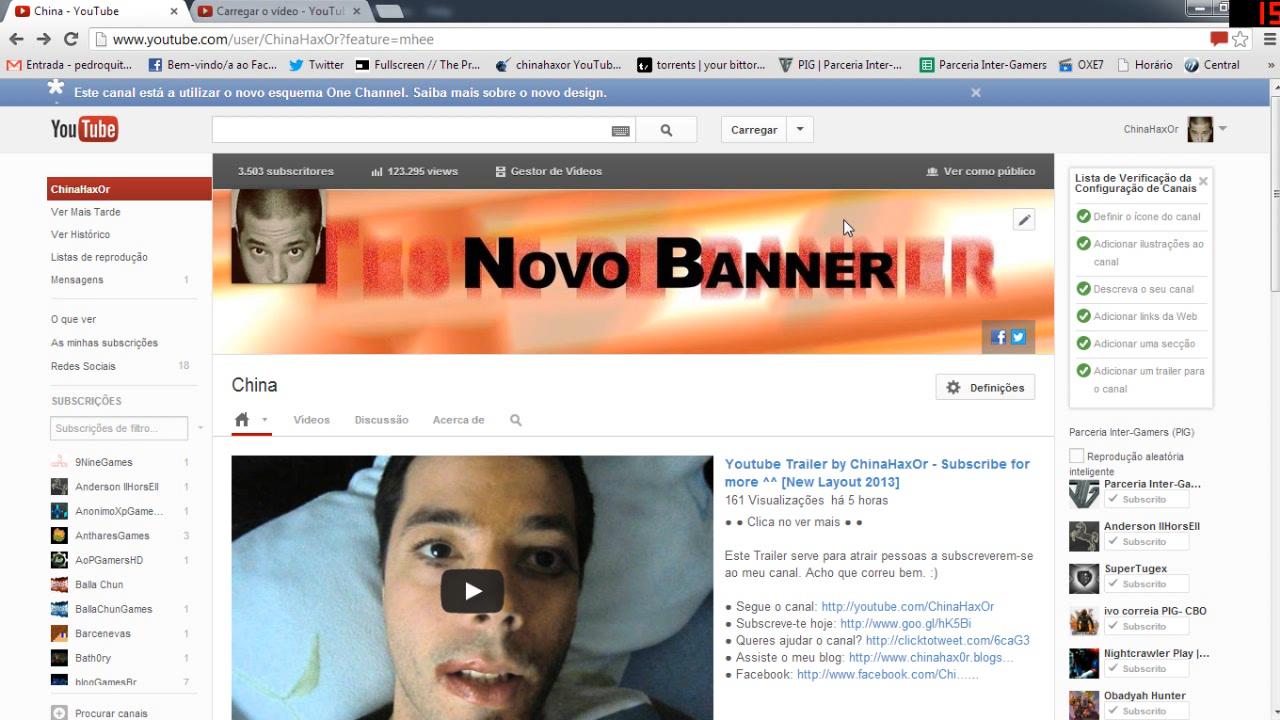 China - YouTube
Carregar o vídeo - YouTu
15
www.youtube.com/user/ChinaHaxOr?feature=mhee
Entrada - pedroquit...
Bem-vindo/a ao Fac...
Twitter
Fullscreen // The Pr...
chinahaxor YouTub...
torrents | your bittor...
PIG | Parceria Inter-...
Parceria Inter-Gamers
OXE7
Horário
Central
»
Este canal está a utilizar o novo esquema One Channel. Saiba mais sobre o novo design.
YouTube
Carregar
ChinaHaxOr
3.503 subscritores
123.295 views
Gestor de Vídeos
Ver como público
NOVO BANNER
China
Definições
Vídeos
Discussão
Acerca de
ChinaHaxOr
Ver Mais Tarde
Ver Histórico
Listas de reprodução
Mensagens 1
O que ver
As minhas subscrições
Redes Sociais 18
SUBSCRIÇÕES
Subscrições de filtro...
9NineGames 1
Anderson IIHorsEll 1
AnonimoXpGame... 1
AntharesGames 3
AoPGamersHD 1
Balla Chun
BallaChunGames 1
Barcenevas 1
Bath0ry 1
bloogGamesBr 7
Procurar canais
Youtube Trailer by ChinaHaxOr - Subscribe for
more ^^ [New Layout 2013]
161 Visualizações há 5 horas
● ● Clica no ver mais ● ●
Este Trailer serve para atrair pessoas a subscreverem-se
ao meu canal. Acho que correu bem. :)
● Segue o canal: http://youtube.com/ChinaHaxOr
● Subscreve-te hoje: http://www.goo.gl/hK5Bi
● Queres ajudar o canal? http://clicktotweet.com/6caG3
● Assiste o meu blog: http://www.chinahax0r.blogs...
● Facebook: http://www.facebook.com/Chi......
Lista de Verificação da
Configuração de Canais
Definir o ícone do canal
Adicionar ilustrações ao
canal
Descreva o seu canal
Adicionar links da Web
Adicionar uma secção
Adicionar um trailer para
o canal
Parceria Inter-Gamers (PIG)
Reprodução aleatória
inteligente
Parceria Inter-Ga...
Subscrito
Anderson IIHorsEll
Subscrito
SuperTugex
Subscrito
ivo correia PIG- CBO
Subscrito
Nightcrawler Play |...
Subscrito
Obadyah Hunter
Subscrito